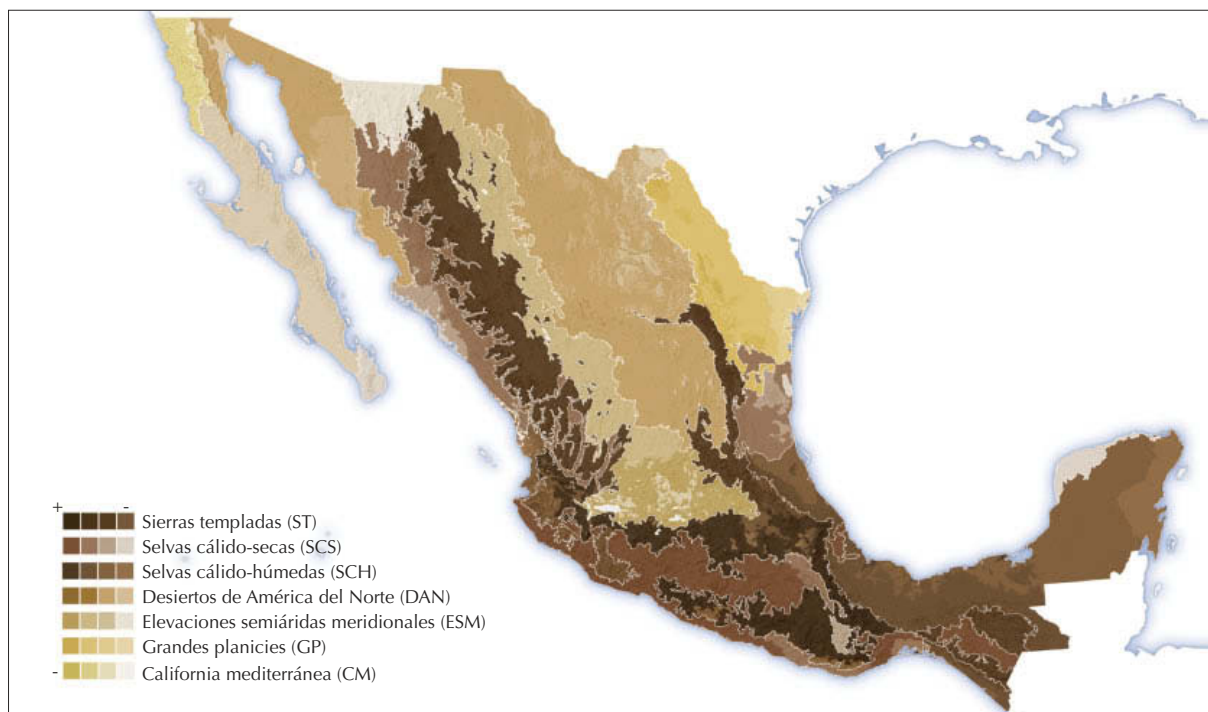 + -
Sierras templadas (ST)
Selvas cálido-secas (SCS)
Selvas cálido-húmedas (SCH)
Desiertos de América del Norte (DAN)
Elevaciones semiáridas meridionales (ESM)
Grandes planicies (GP)
- California mediterránea (CM)